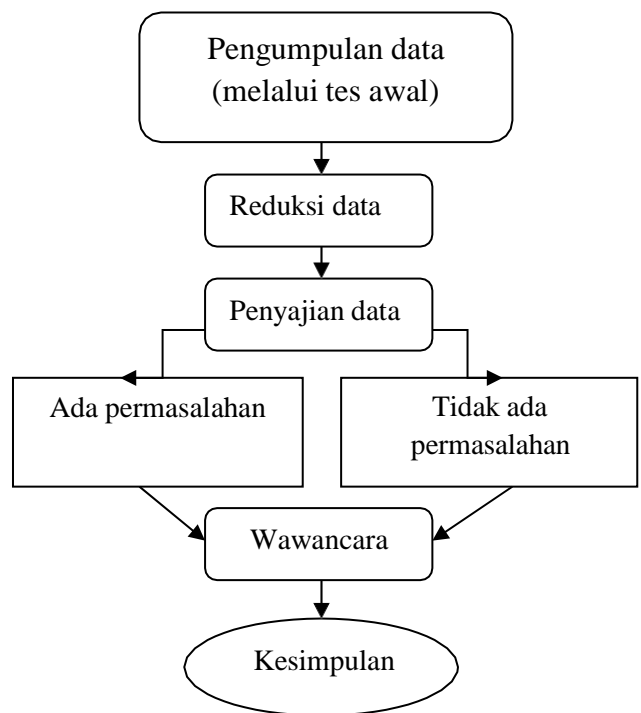 Pengumpulan data
(melalui tes awal)
Reduksi data
Penyajian data
Ada permasalahan
Tidak ada
permasalahan
Wawancara
Kesimpulan